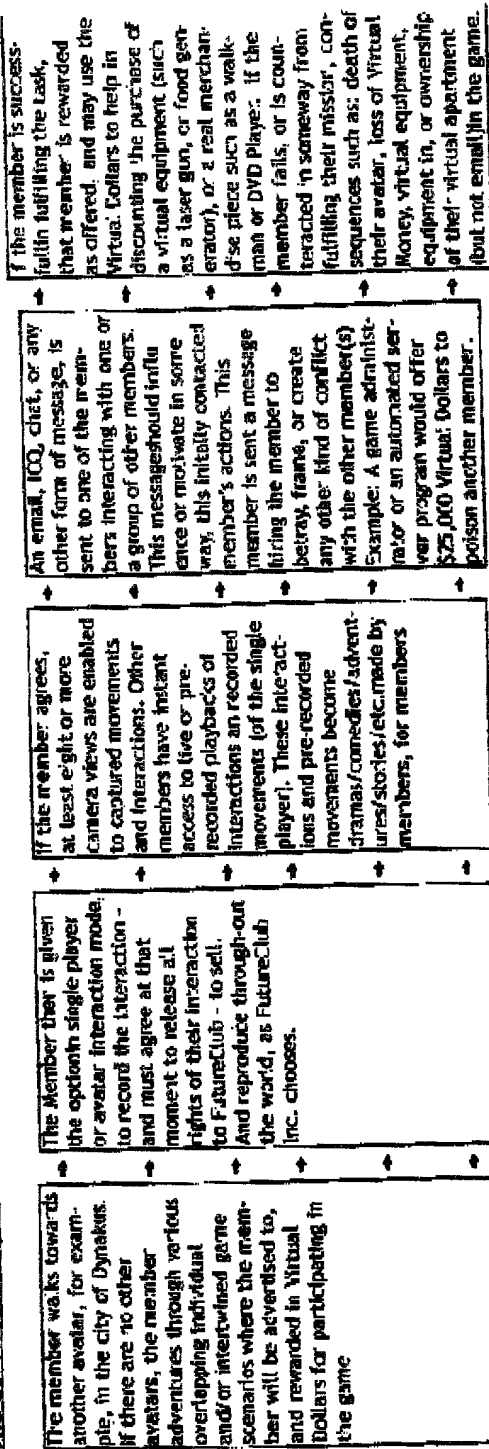 The member walks towards
another avatar, for exam-
ple, in the city of Dynakus.
If there are no other
avatars, the member
adventures through various
overlapping individual
and/or intertwined game
scenarios where the mem-
ber will be advertised to,
and rewarded in Virtual
Dollars for participating in
the game
The Member then is given
the option in single player
or avatar interaction mode,
to record the interaction -
and must agree at that
moment to release all
rights of their interaction
to FutureClub - to sell.
And reproduce through-out
the world, as FutureClub
Inc. chooses.
If the member agrees,
at least eight or more
camera views are enabled
to captured movements
and interactions. Other
members have instant
access to live or pre-
recorded playbacks of
interactions an recorded
movements (of the single
player). These interact-
ions and pre-recorded
movements become
dramas/comedies/advent-
ures/stories/etc.made by
members, for members
An email, ICQ, chat, or any
other form of message, is
sent to one of the mem-
bers interacting with one or
a group of other members.
This messageshould influ
ence or motivate in some
way, this initally contacted
member's actions. This
member is sent a message
hiring the member to
betray, frame, or create
any other kind of conflict
with the other member(s)
Example: A game administ-
rator or an automated ser-
ver program would offer
$25,000 Virtual Dollars to
poison another member.
f the member is success-
fullin fulfilling the task,
that member is rewarded
as offered, and may use the
Virtual Dollars to help in
discounting the purchase of
a virtual equipment (such
as a laser gun, or food gen-
erator), or a real merchan-
dise piece such as a walk-
man or DVD Player. If the
member fails, or is coun-
teracted in someway from
fulfilling their mission, con-
sequences such as: death of
their avatar, loss of Virtual
Money, virtual equipment,
equipment in, or ownership
of their virtual apartment
(but not email)in the game.